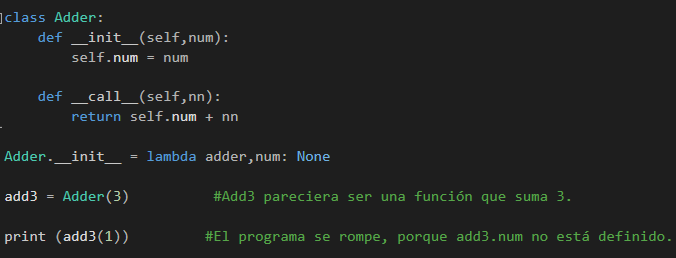 class Adder:
    def __init__(self,num):
        self.num = num
    def __call__(self,nn):
        return self.num + nn
Adder.__init__ = lambda adder,num: None
add3 = Adder(3)          #Add3 pareciera ser una función que suma 3.
print (add3(1))         #El programa se rompe, porque add3.num no está definido.